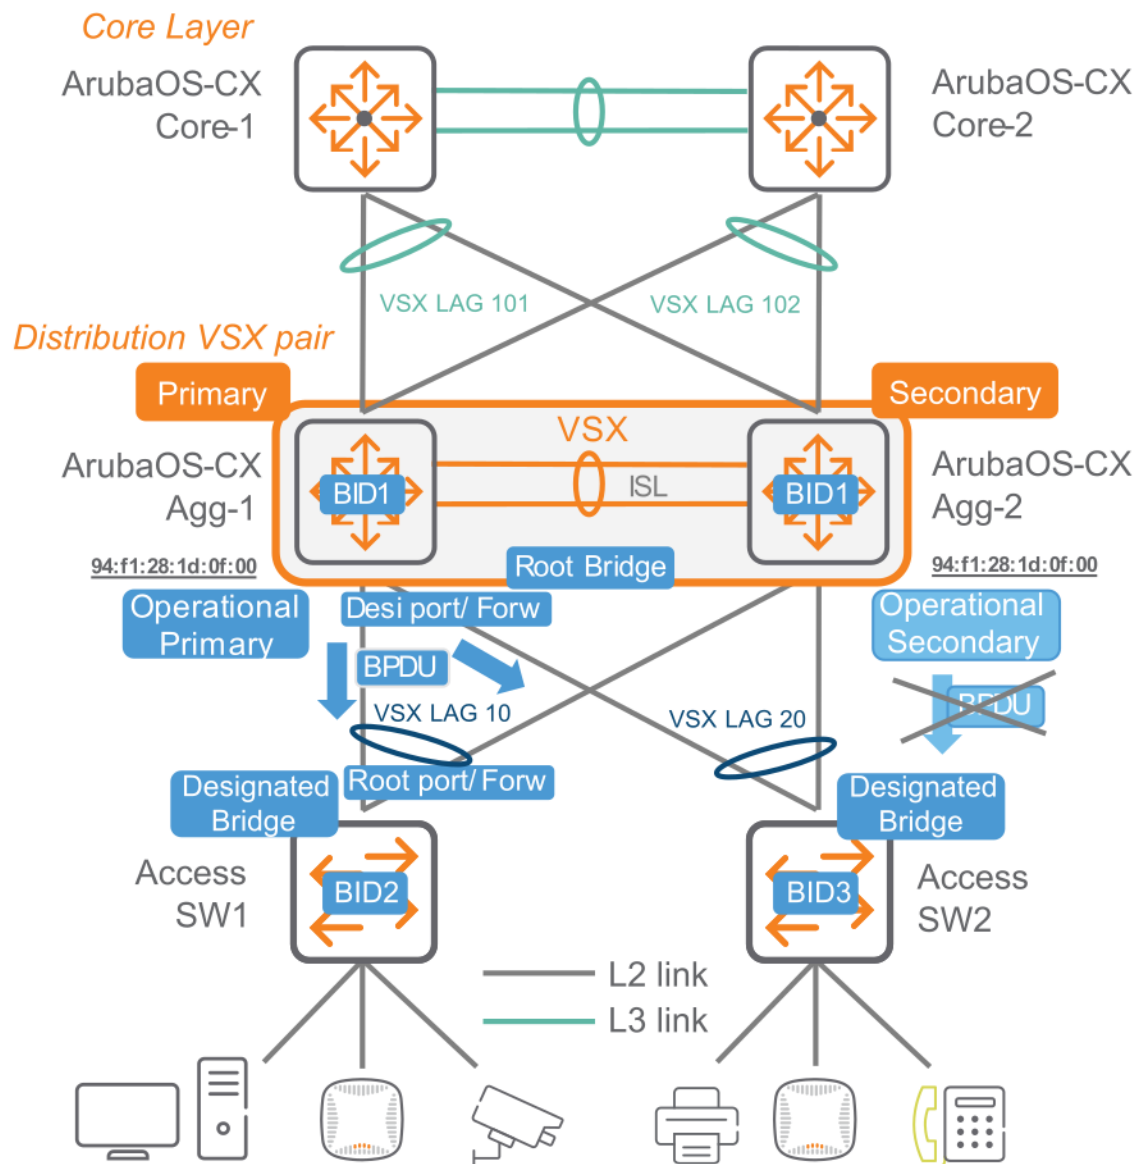 Core Layer
ArubaOS-CX
Core-1
ArubaOS-CX
Core-2
VSX LAG 101
VSX LAG 102
Distribution VSX pair
Primary
Secondary
VSX
ArubaOS-CX
Agg-1
BID1
ISL
BID1
ArubaOS-CX
Agg-2
94:f1:28:1d:0f:00
Root Bridge
94:f1:28:1d:0f:00
Operational
Primary
Desi port/ Forw
Operational
Secondary
BPDU
BPDU
VSX LAG 10
VSX LAG 20
Designated
Bridge
Root port/ Forw
Designated
Bridge
Access
SW1
BID2
BID3
Access
SW2
L2 link
L3 link